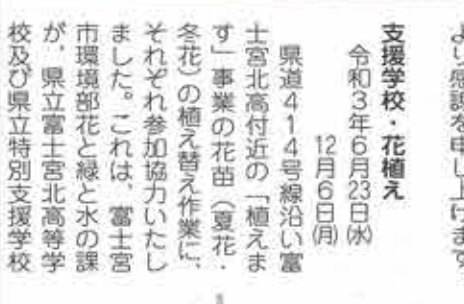 より感謝を申し上げます
支援学校・花植え
令和3年6月23日㈬
12月6日㈪
県道414号線沿い富
士宮北高付近の「植えま
す」事業の花苗（夏花・
冬花）の植え替え作業に、
それぞれ参加協力いたし
ました。これは、富士宮
市環境部花と緑と水の課
が、県立富士宮北高等学
校及び県立特別支援学校